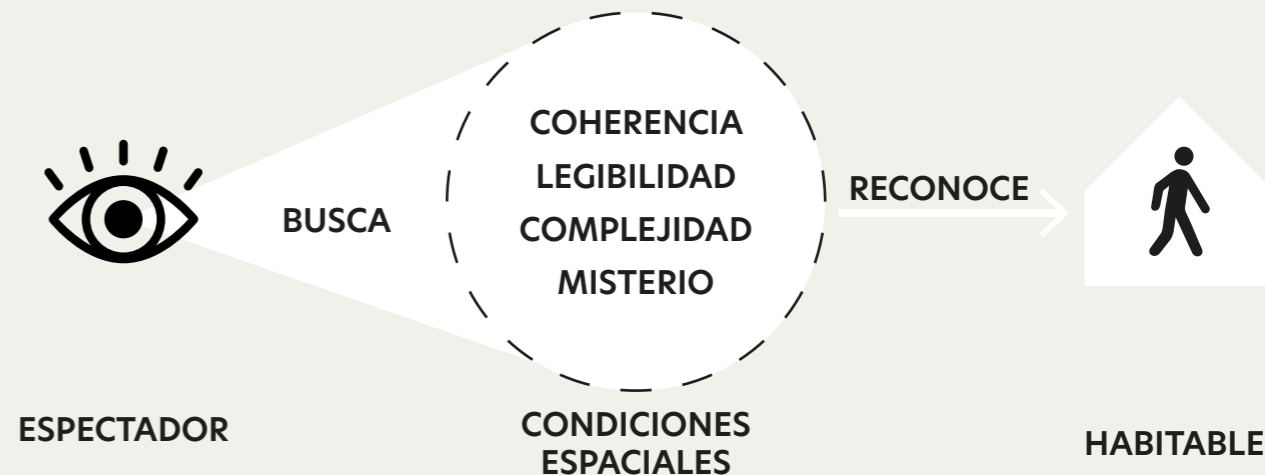 COHERENCIA
LEGIBILIDAD
COMPLEJIDAD
MISTERIO
BUSCA
RECONOCE
ESPECTADOR
CONDICIONES
ESPACIALES
HABITABLE